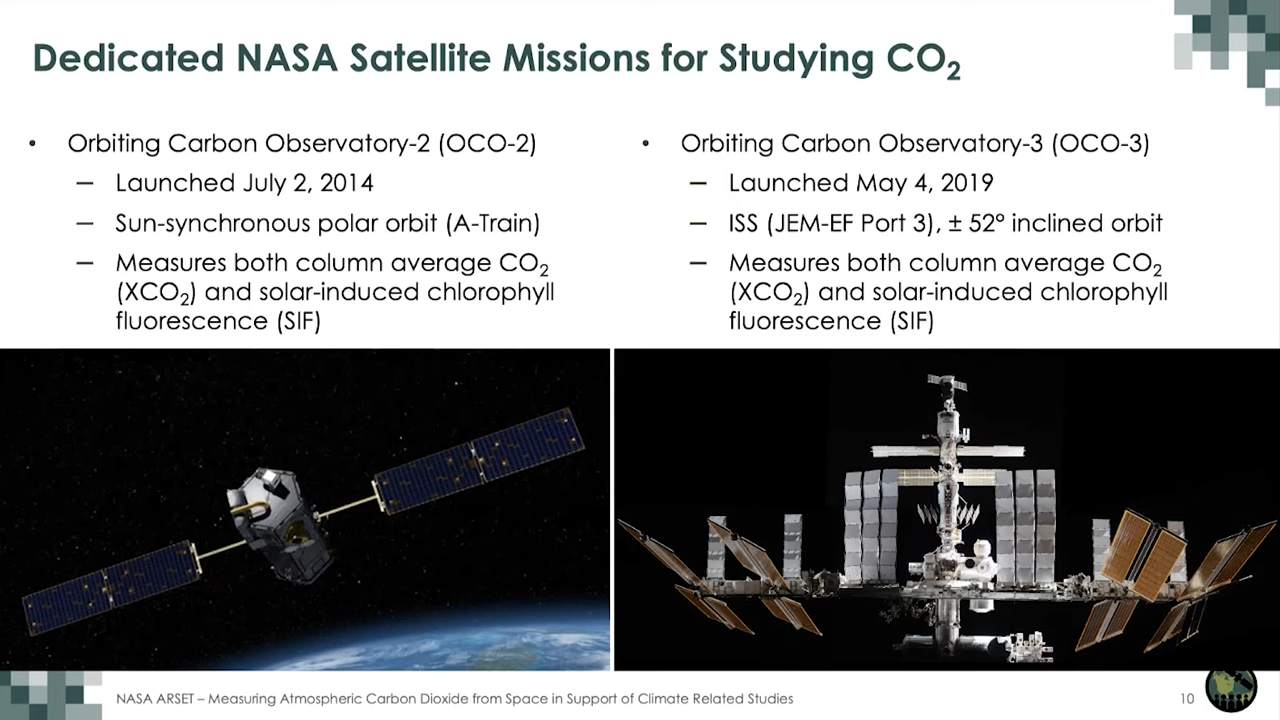 Dedicated NASA Satellite Missions for Studying CO₂
• Orbiting Carbon Observatory-2 (OCO-2)
— Launched July 2, 2014
— Sun-synchronous polar orbit (A-Train)
— Measures both column average CO₂
(XCO₂) and solar-induced chlorophyll
fluorescence (SIF)
• Orbiting Carbon Observatory-3 (OCO-3)
— Launched May 4, 2019
— ISS (JEM-EF Port 3), ± 52° inclined orbit
— Measures both column average CO₂
(XCO₂) and solar-induced chlorophyll
fluorescence (SIF)
NASA ARSET – Measuring Atmospheric Carbon Dioxide from Space in Support of Climate Related Studies
10